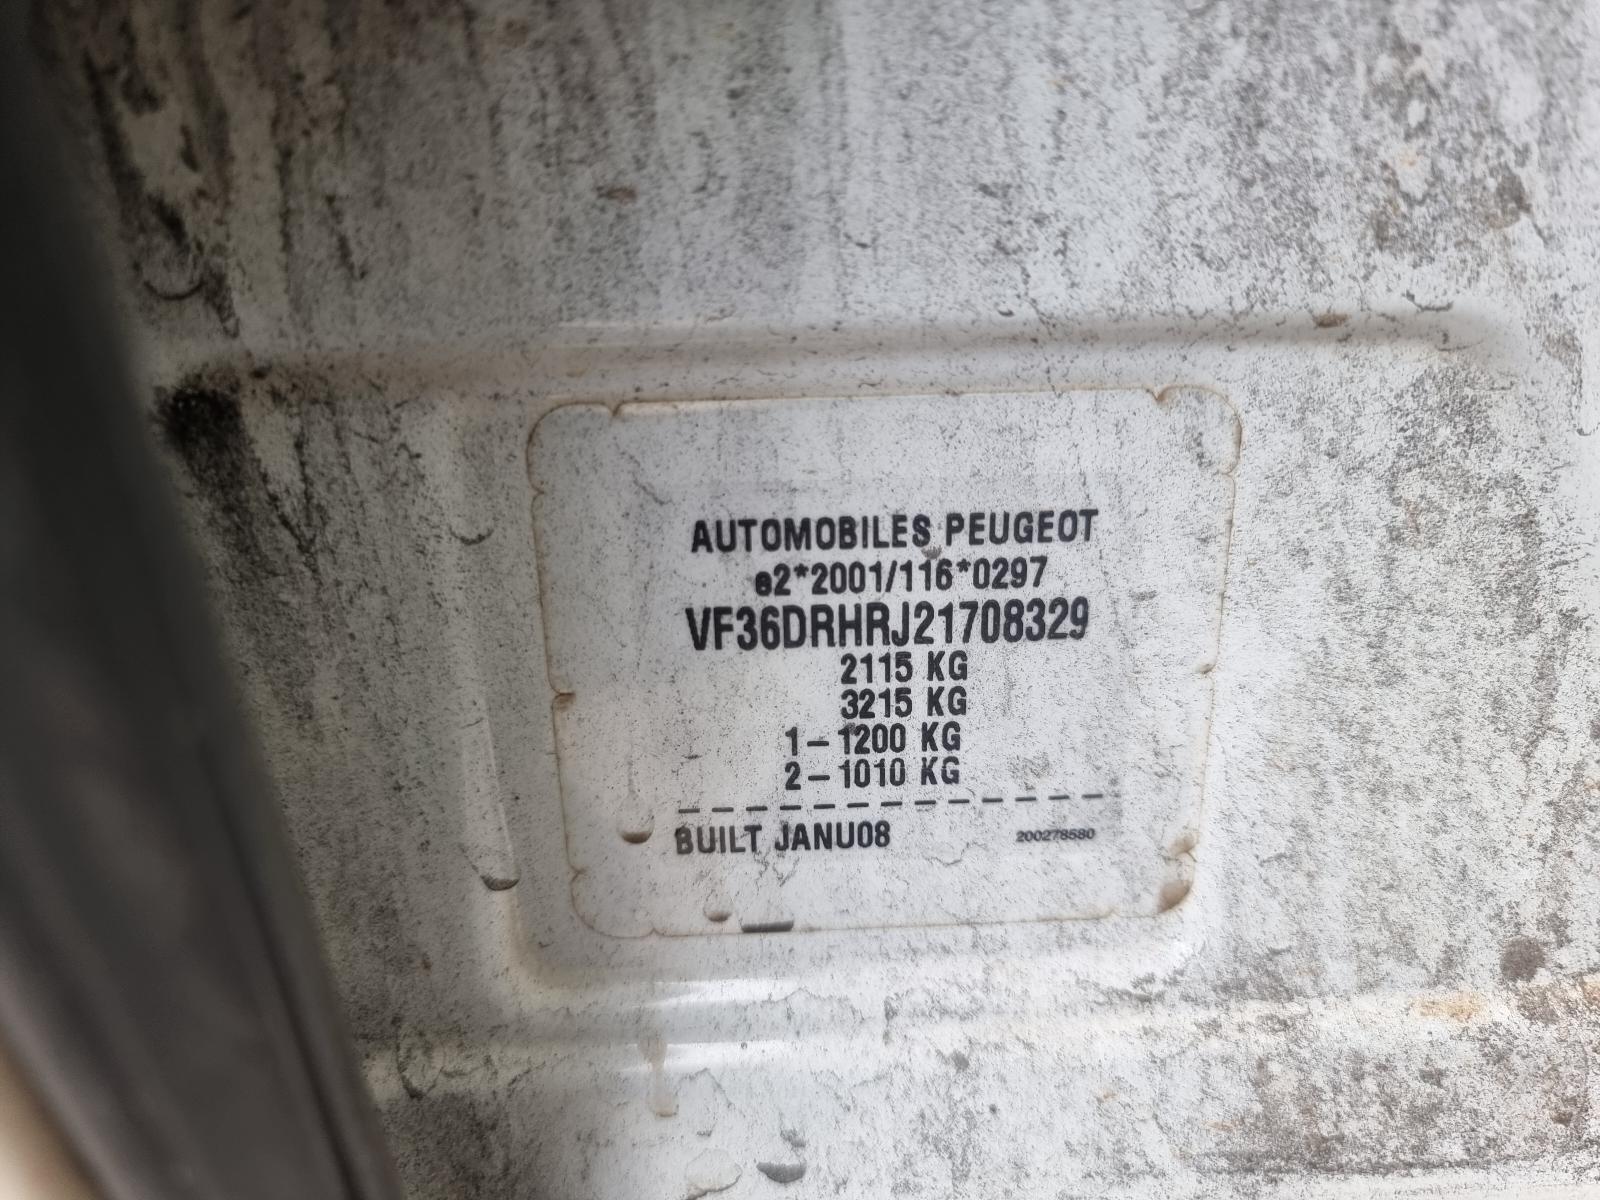 AUTOMOBILES PEUGEOT
e2*2001/116*0297
VF36DRHRJ21708329
2115 KG
3215 KG
1-1200 KG
2-1010 KG
BUILT JANU08 200278580